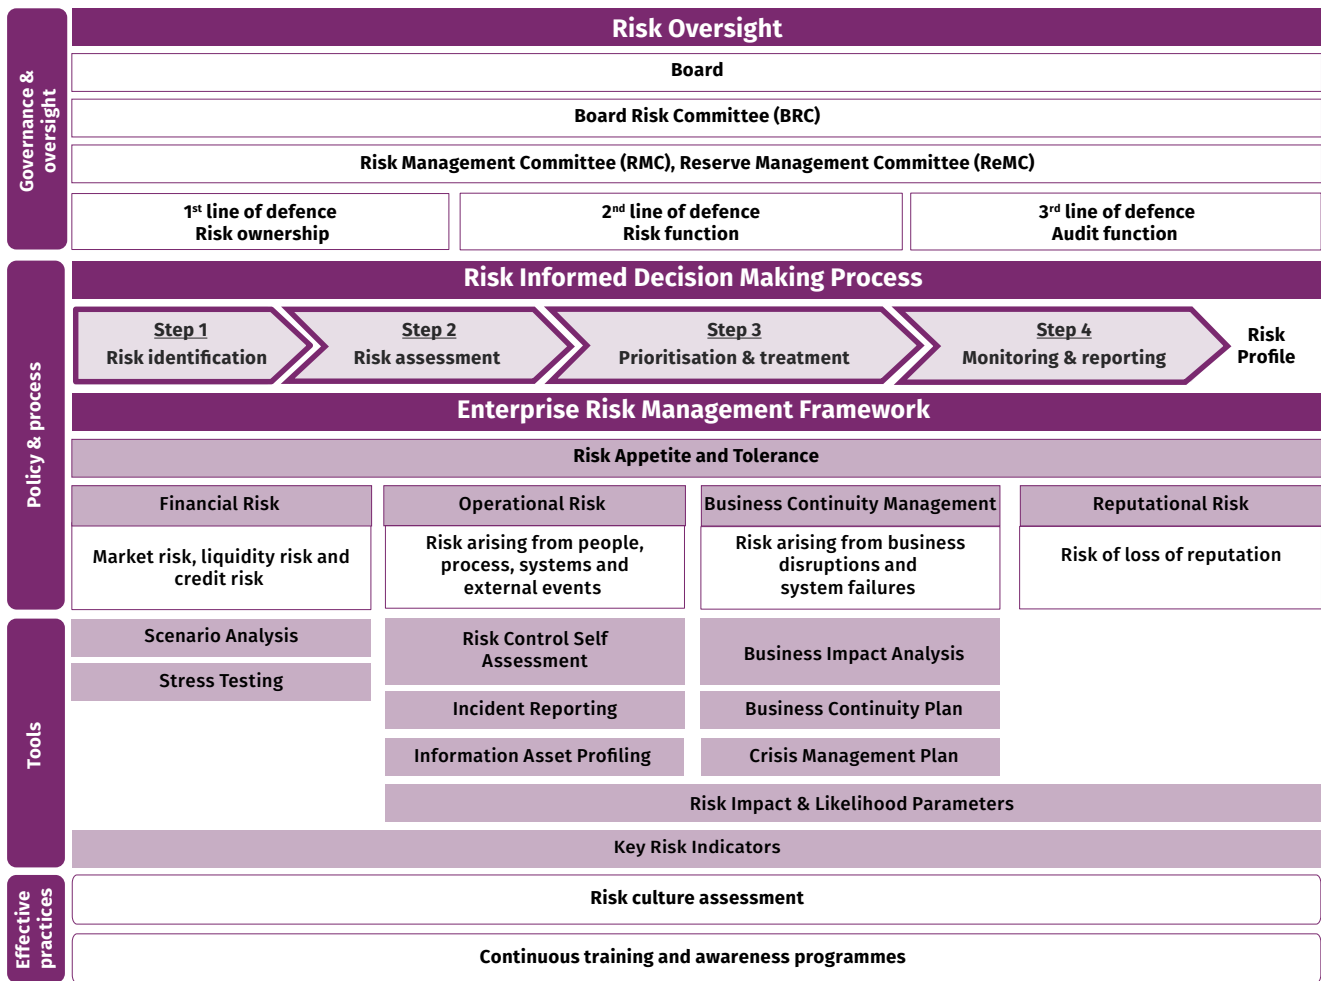 Governance &
oversight
Risk Oversight
Board
Board Risk Committee (BRC)
Risk Management Committee (RMC), Reserve Management Committee (ReMC)
1st line of defence
Risk ownership
2nd line of defence
Risk function
3rd line of defence
Audit function
Policy & process
Risk Informed Decision Making Process
Step 1
Risk identification
Step 2
Risk assessment
Step 3
Prioritisation & treatment
Step 4
Monitoring & reporting
Risk
Profile
Enterprise Risk Management Framework
Risk Appetite and Tolerance
Financial Risk
Market risk, liquidity risk and
credit risk
Operational Risk
Risk arising from people,
process, systems and
external events
Business Continuity Management
Risk arising from business
disruptions and
system failures
Reputational Risk
Risk of loss of reputation
Tools
Scenario Analysis
Stress Testing
Risk Control Self
Assessment
Incident Reporting
Information Asset Profiling
Business Impact Analysis
Business Continuity Plan
Crisis Management Plan
Risk Impact & Likelihood Parameters
Key Risk Indicators
Effective
practices
Risk culture assessment
Continuous training and awareness programmes